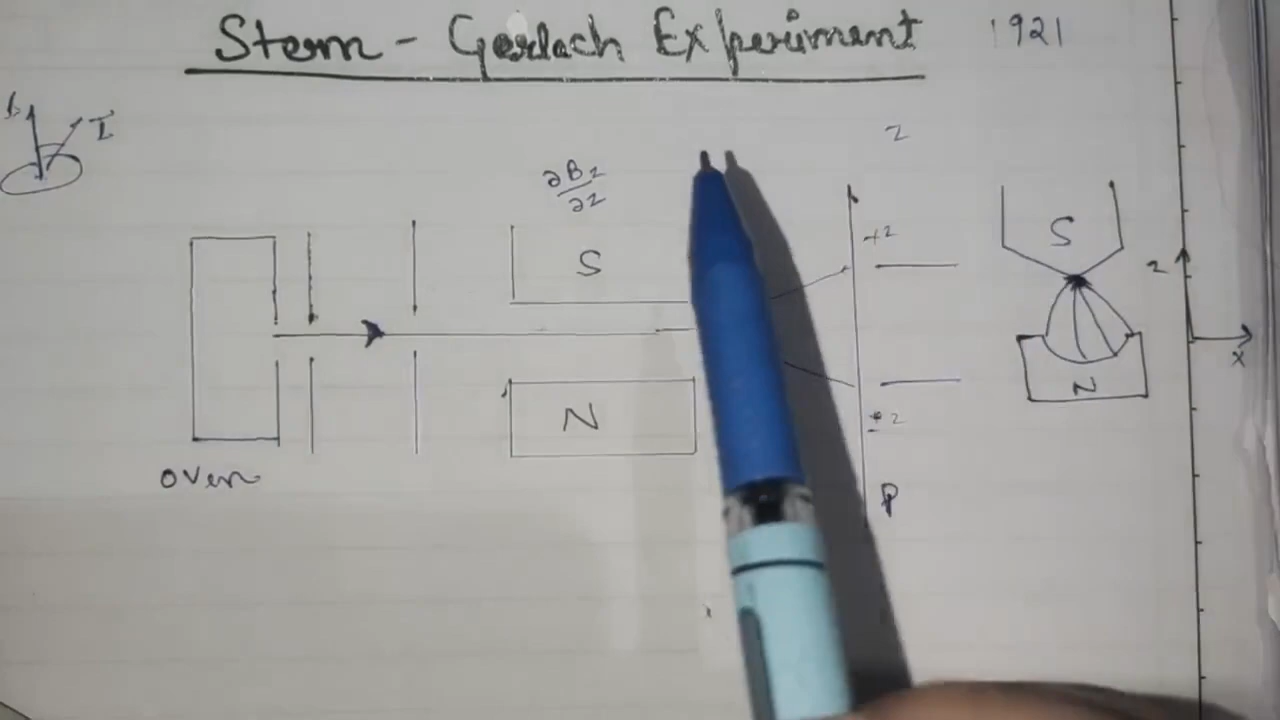 Stern - Gerlach Experiment 1921
I
z
∂Bz
∂z
S
+z
S
z
x
N
N
±z
oven
P